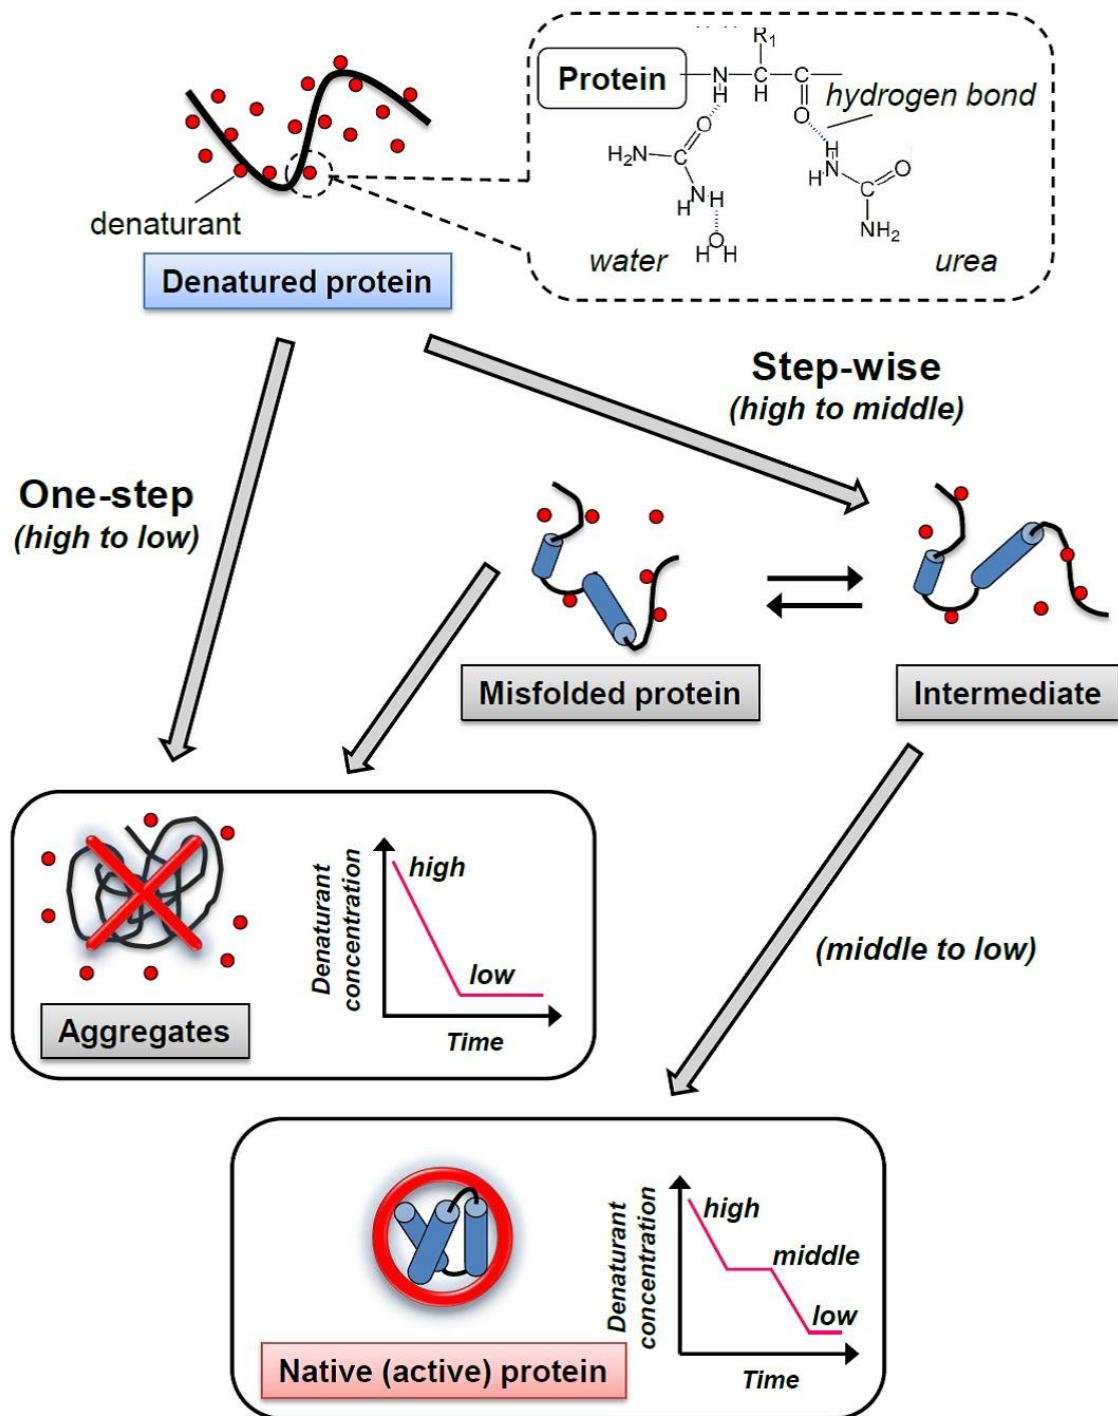 R1
Protein
N
H
C
H
C
O
hydrogen bond
O
H2N
C
N
H
H
H
N
H
C
O
NH2
O
H
H
water
urea
denaturant
Denatured protein
Step-wise
(high to middle)
One-step
(high to low)
Misfolded protein
Intermediate
Denaturant
concentration
high
low
Time
Aggregates
(middle to low)
Denaturant
concentration
high
middle
low
Time
Native (active) protein